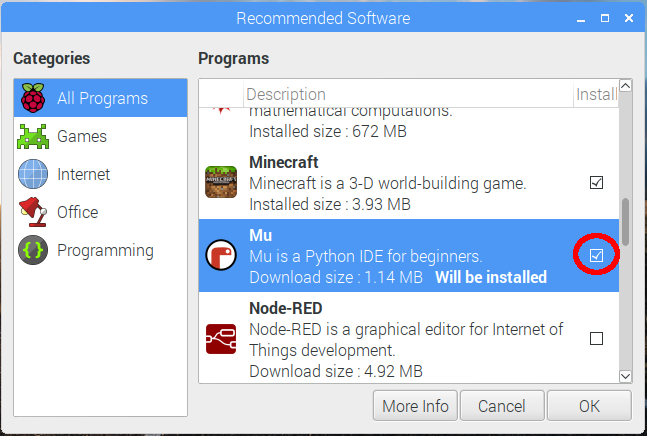 Recommended Software
Categories
Programs
All Programs
Games
Internet
Office
Programming
Description
Install
mathematical computations.
Installed size : 672 MB
Minecraft
Minecraft is a 3-D world-building game.
Installed size : 3.93 MB
Mu
Mu is a Python IDE for beginners.
Download size : 1.14 MB Will be installed
Node-RED
Node-RED is a graphical editor for Internet of
Things development.
Download size : 4.92 MB
More Info
Cancel
OK